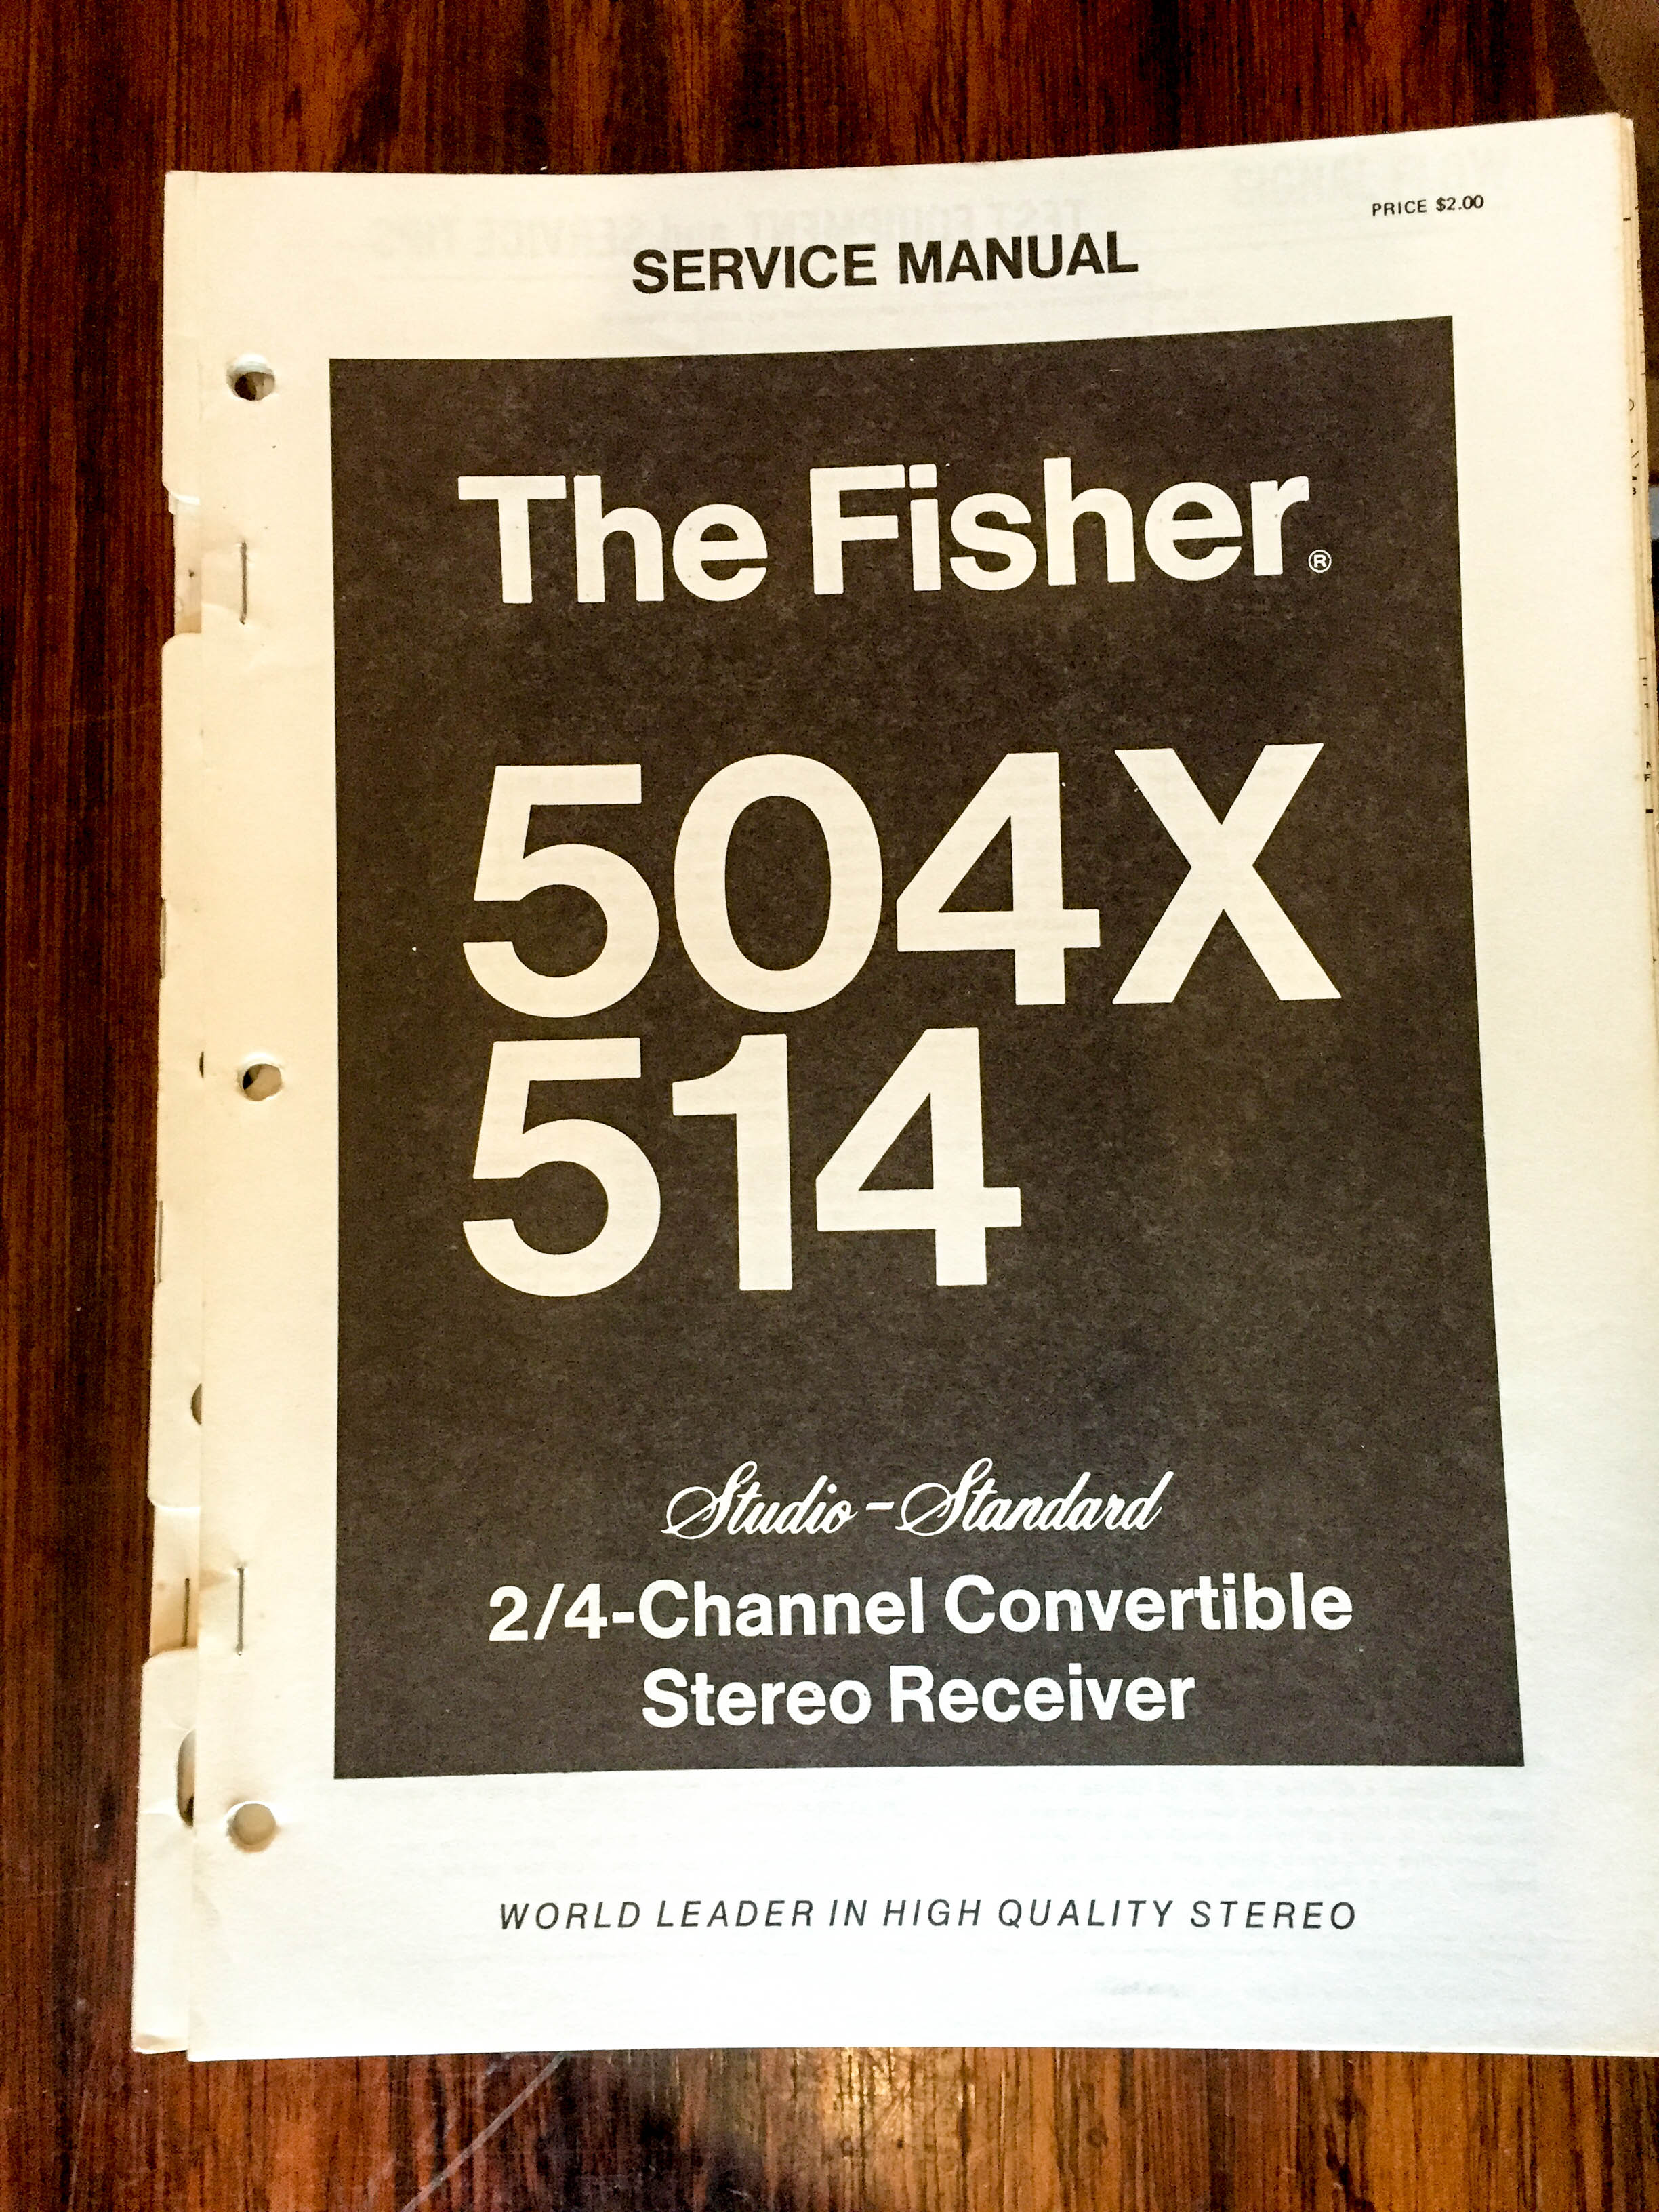 PRICE $2.00
SERVICE MANUAL
The Fisher®
504X
514
Studio-Standard
2/4-Channel Convertible
Stereo Receiver
WORLD LEADER IN HIGH QUALITY STEREO